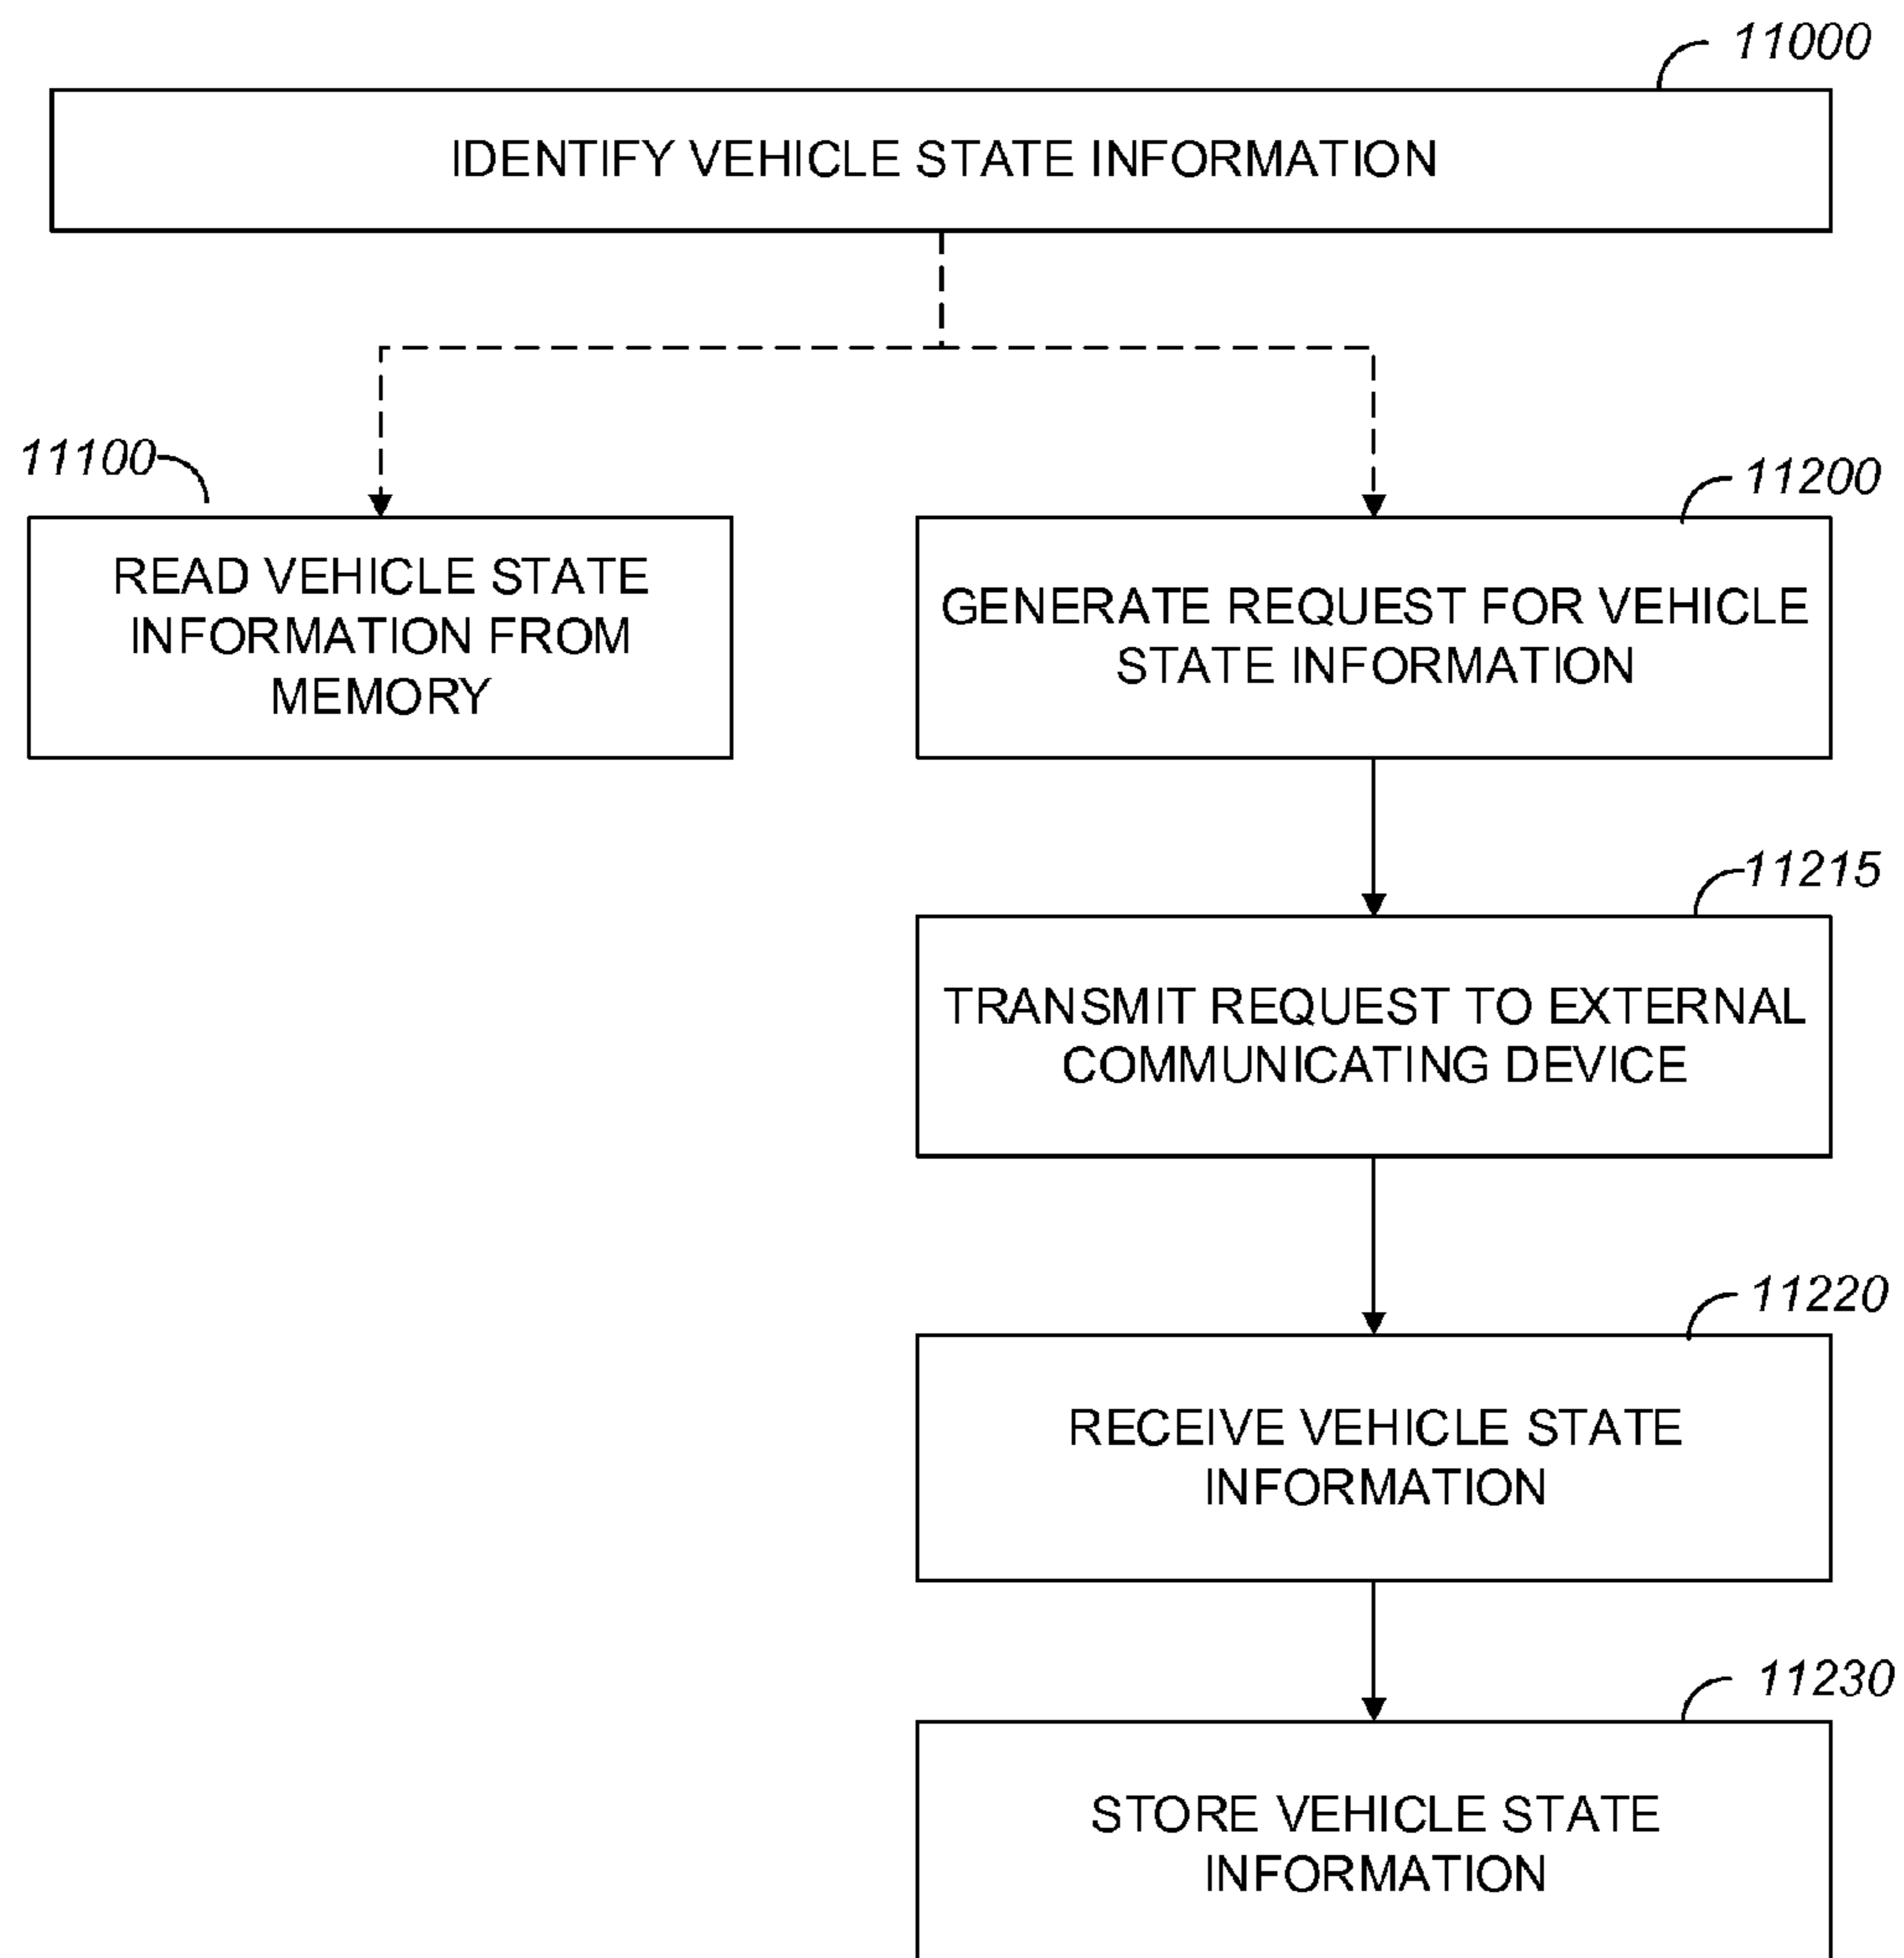 11000
IDENTIFY VEHICLE STATE INFORMATION
11100
READ VEHICLE STATE
INFORMATION FROM
MEMORY
11200
GENERATE REQUEST FOR VEHICLE
STATE INFORMATION
11215
TRANSMIT REQUEST TO EXTERNAL
COMMUNICATING DEVICE
11220
RECEIVE VEHICLE STATE
INFORMATION
11230
STORE VEHICLE STATE
INFORMATION